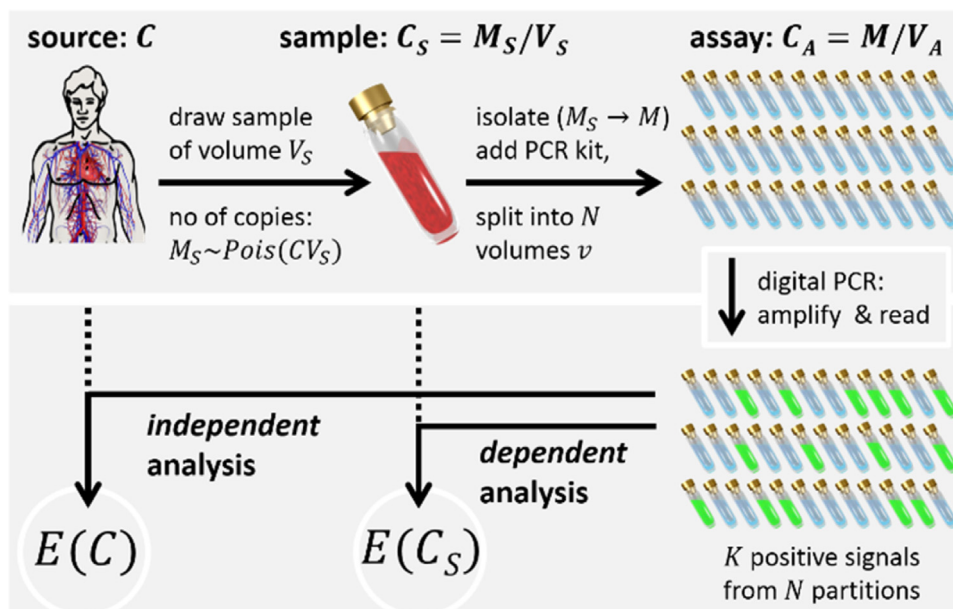 source: C
sample: C_S = M_S/V_S
assay: C_A = M/V_A
draw sample
of volume V_S
no of copies:
M_S~Pois(CV_S)
isolate (M_S → M)
add PCR kit,
split into N
volumes v
digital PCR:
amplify & read
independent
analysis
dependent
analysis
E(C)
E(C_S)
K positive signals
from N partitions